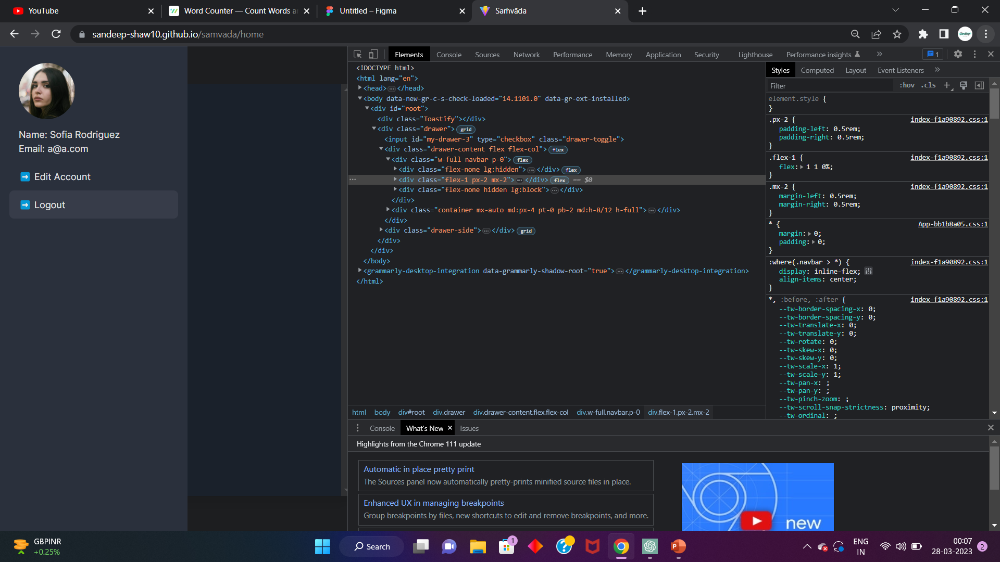 YouTube
Word Counter — Count Words a
Untitled – Figma
Saṁvāda
sandeep-shaw10.github.io/samvada/home
Name: Sofia Rodriguez
Email: a@a.com
Edit Account
Logout
Elements Console Sources Network Performance Memory Application Security Lighthouse Performance insights 1
<!DOCTYPE html>
<html lang="en">
<head> … </head>
<body data-new-gr-c-s-check-loaded="14.1101.0" data-gr-ext-installed>
<div id="root">
<div class="Toastify"></div>
<div class="drawer"> grid
<input id="my-drawer-3" type="checkbox" class="drawer-toggle">
<div class="drawer-content flex flex-col"> flex
<div class="w-full navbar p-0"> flex
<div class="flex-none lg:hidden"> … </div> flex
<div class="flex-1 px-2 mx-2"> … </div> flex == $0
<div class="flex-none hidden lg:block"> … </div>
</div>
<div class="container mx-auto md:px-4 pt-0 pb-2 md:h-8/12 h-full"> … </div>
</div>
<div class="drawer-side"> … </div> grid
</div>
</div>
</body>
<grammarly-desktop-integration data-grammarly-shadow-root="true"> … </grammarly-desktop-integration>
</html>
html body div#root div.drawer div.drawer-content.flex.flex-col div.w-full.navbar.p-0 div.flex-1.px-2.mx-2
Styles Computed Layout Event Listeners
Filter :hov .cls
element.style {
}
.px-2 { index-f1a90892.css:1
padding-left: 0.5rem;
padding-right: 0.5rem;
}
.flex-1 { index-f1a90892.css:1
flex: 1 1 0%;
}
.mx-2 { index-f1a90892.css:1
margin-left: 0.5rem;
margin-right: 0.5rem;
}
* { App-bb1b8a05.css:1
margin: 0;
padding: 0;
}
:where(.navbar > *) { index-f1a90892.css:1
display: inline-flex;
align-items: center;
}
*, :before, :after { index-f1a90892.css:1
--tw-border-spacing-x: 0;
--tw-border-spacing-y: 0;
--tw-translate-x: 0;
--tw-translate-y: 0;
--tw-rotate: 0;
--tw-skew-x: 0;
--tw-skew-y: 0;
--tw-scale-x: 1;
--tw-scale-y: 1;
--tw-pan-x: ;
--tw-pan-y: ;
--tw-pinch-zoom: ;
--tw-scroll-snap-strictness: proximity;
--tw-ordinal: ;
Console What's New Issues
Highlights from the Chrome 111 update
Automatic in place pretty print
The Sources panel now automatically pretty-prints minified source files in place.
Enhanced UX in managing breakpoints
Group breakpoints by files, new shortcuts to edit and remove breakpoints, and more.
new
GBPINR
+0.25%
Search
1
ENG
IN
00:07
28-03-2023
2